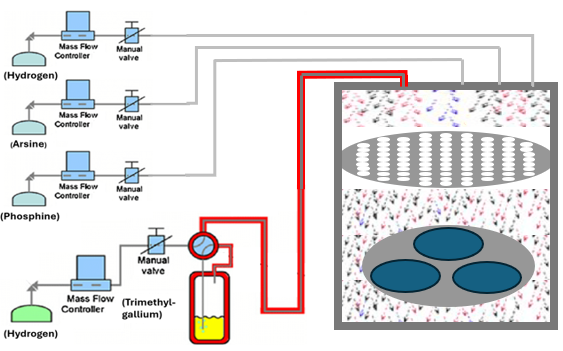 Mass Flow
Controller
Manual
valve
(Hydrogen)
Mass Flow
Controller
Manual
valve
(Arsine)
Mass Flow
Controller
Manual
valve
(Phosphine)
Manual
valve
Mass Flow
Controller
(Trimethyl-
gallium)
(Hydrogen)